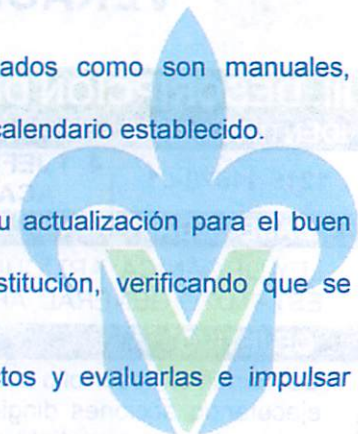 ados como son manuales,
calendario establecido.
u actualización para el buen
stitución, verificando que se
tos y evaluarlas e impulsar